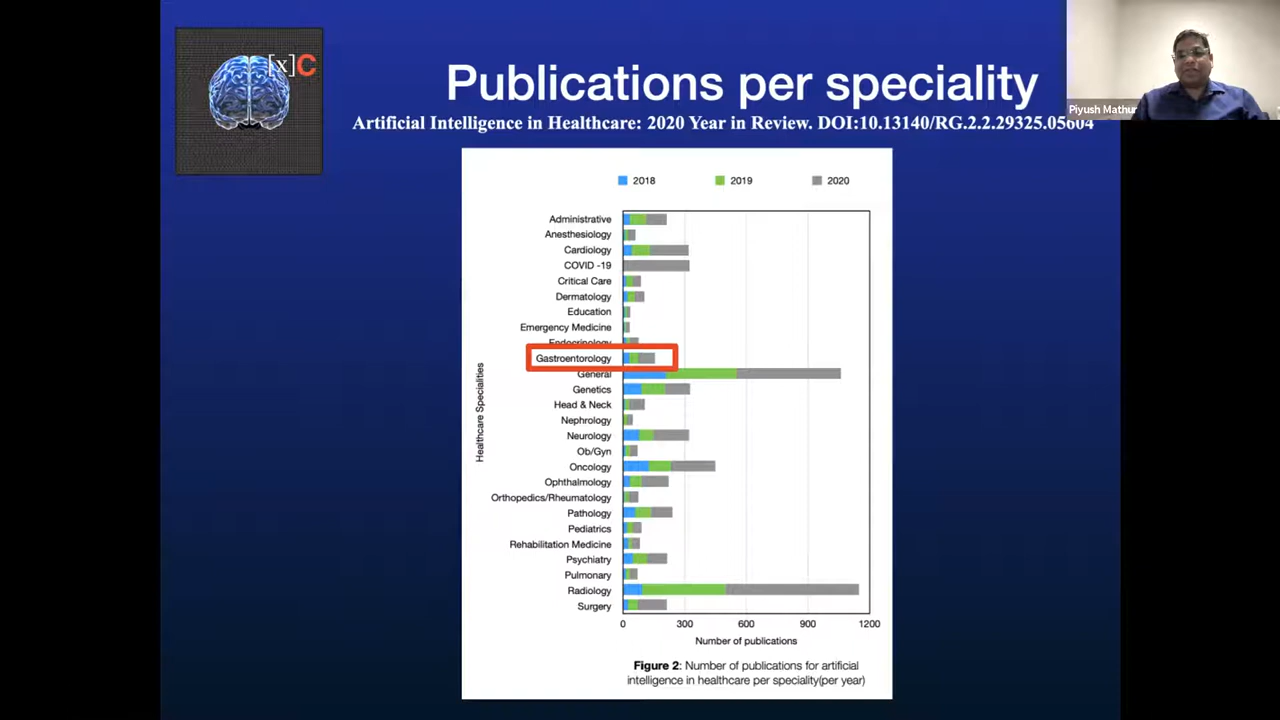 [x]C
Publications per speciality
Artificial Intelligence in Healthcare: 2020 Year in Review. DOI:10.13140/RG.2.2.29325.05604
Piyush Mathur
2018 2019 2020
Administrative
Anesthesiology
Cardiology
COVID -19
Critical Care
Dermatology
Education
Emergency Medicine
Endocrinology
Gastroentorology
General
Genetics
Head & Neck
Nephrology
Neurology
Ob/Gyn
Oncology
Ophthalmology
Orthopedics/Rheumatology
Pathology
Pediatrics
Rehabilitation Medicine
Psychiatry
Pulmonary
Radiology
Surgery
Healthcare Specialities
0 300 600 900 1200
Number of publications
Figure 2: Number of publications for artificial
intelligence in healthcare per speciality(per year)